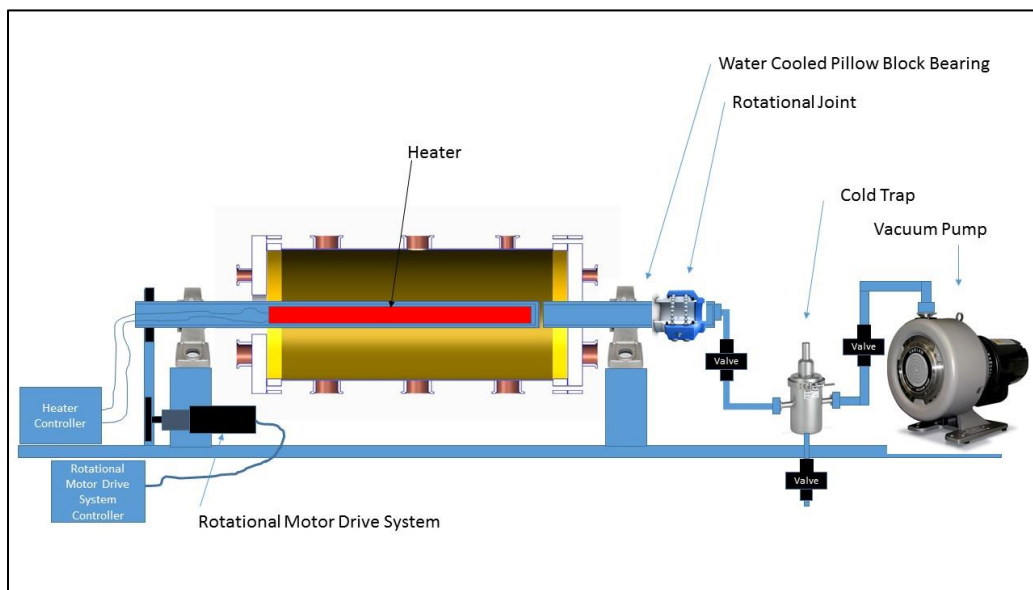 Water Cooled Pillow Block Bearing
Rotational Joint
Heater
Cold Trap
Vacuum Pump
Valve
Valve
Heater
Controller
Rotational
Motor Drive
System
Controller
Rotational Motor Drive System
Valve